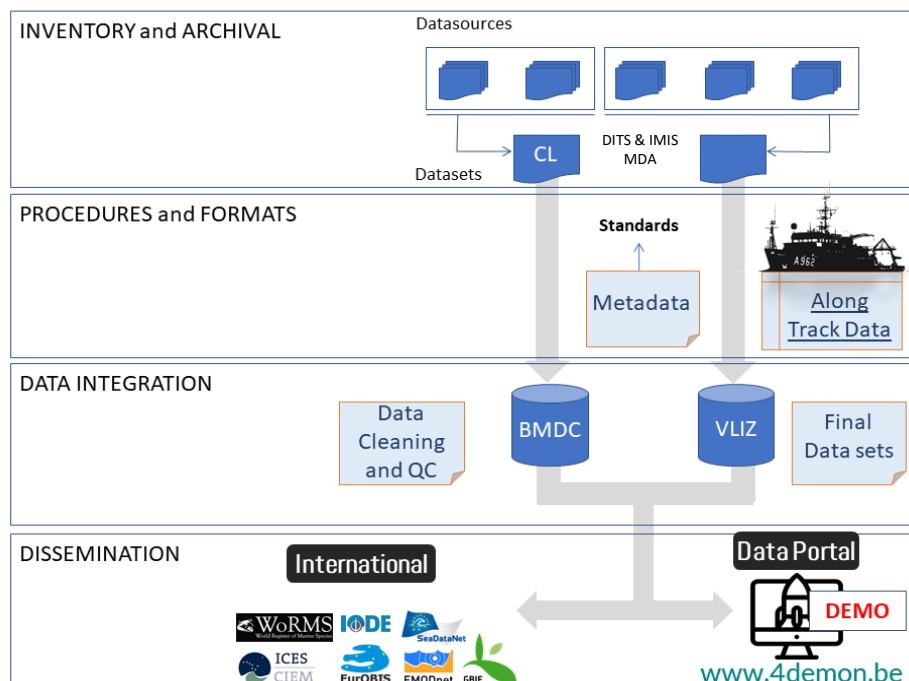 INVENTORY and ARCHIVAL
Datasources
CL
DITS & IMIS
MDA
Datasets
PROCEDURES and FORMATS
Standards
A962
Metadata
Along
Track Data
DATA INTEGRATION
Data
Cleaning
and QC
BMDC
VLIZ
Final
Data sets
DISSEMINATION
International
Data Portal
DEMO
WoRMS
World Register of Marine Species
IODE
SeaDataNet
ICES
CIEM
EurOBIS
EMODnet
GBIF
www.4demon.be